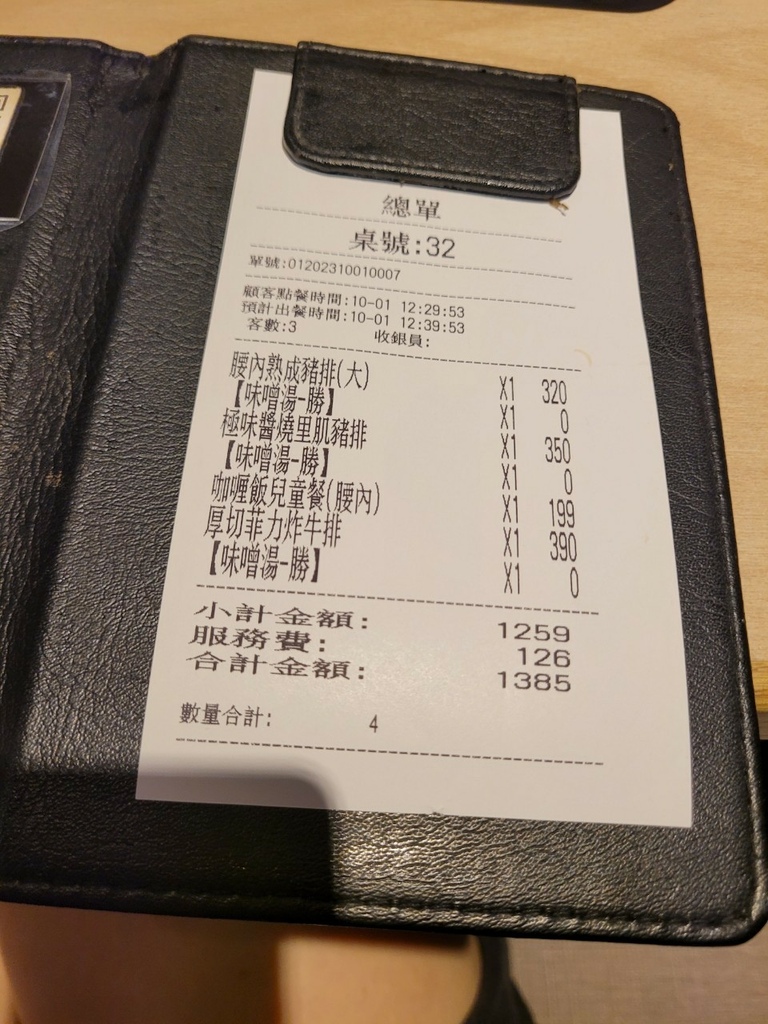 總單
桌號:32
單號:01202310010007
顧客點餐時間:10-01 12:29:53
預計出餐時間:10-01 12:39:53
客數:3 收銀員:
腰內熟成豬排(大) X1 320
【味噌湯-勝】 X1 0
極味醬燒里肌豬排 X1 350
【味噌湯-勝】 X1 0
咖喱飯兒童餐(腰內) X1 199
厚切菲力炸牛排 X1 390
【味噌湯-勝】 X1 0
小計金額: 1259
服務費: 126
合計金額: 1385
數量合計: 4